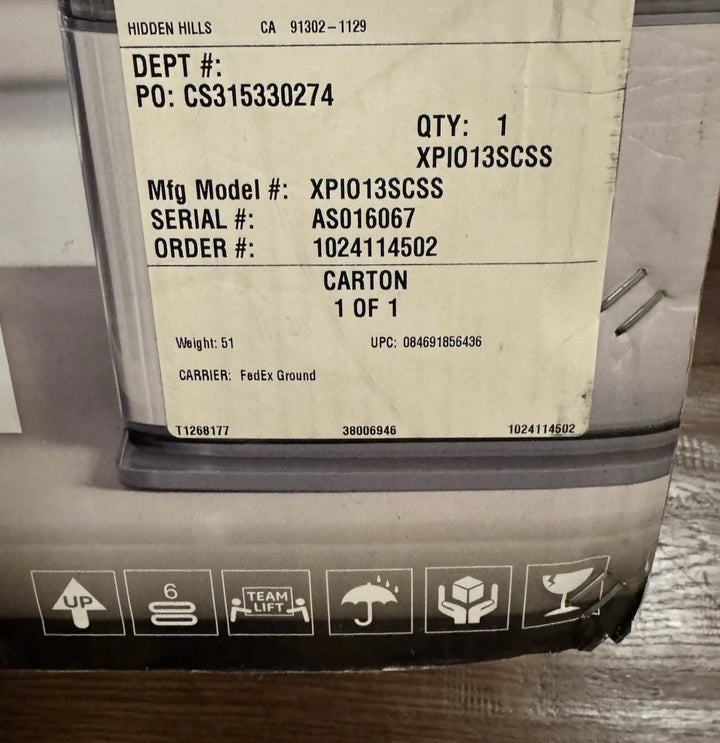 HIDDEN HILLS CA 91302-1129
DEPT #:
PO: CS315330274
QTY: 1
XPIO13SCSS
Mfg Model #: XPIO13SCSS
SERIAL #: AS016067
ORDER #: 1024114502
CARTON
1 OF 1
Weight: 51 UPC: 084691856436
CARRIER: FedEx Ground
T1268177 38006946 1024114502
UP
6
TEAM
LIFT